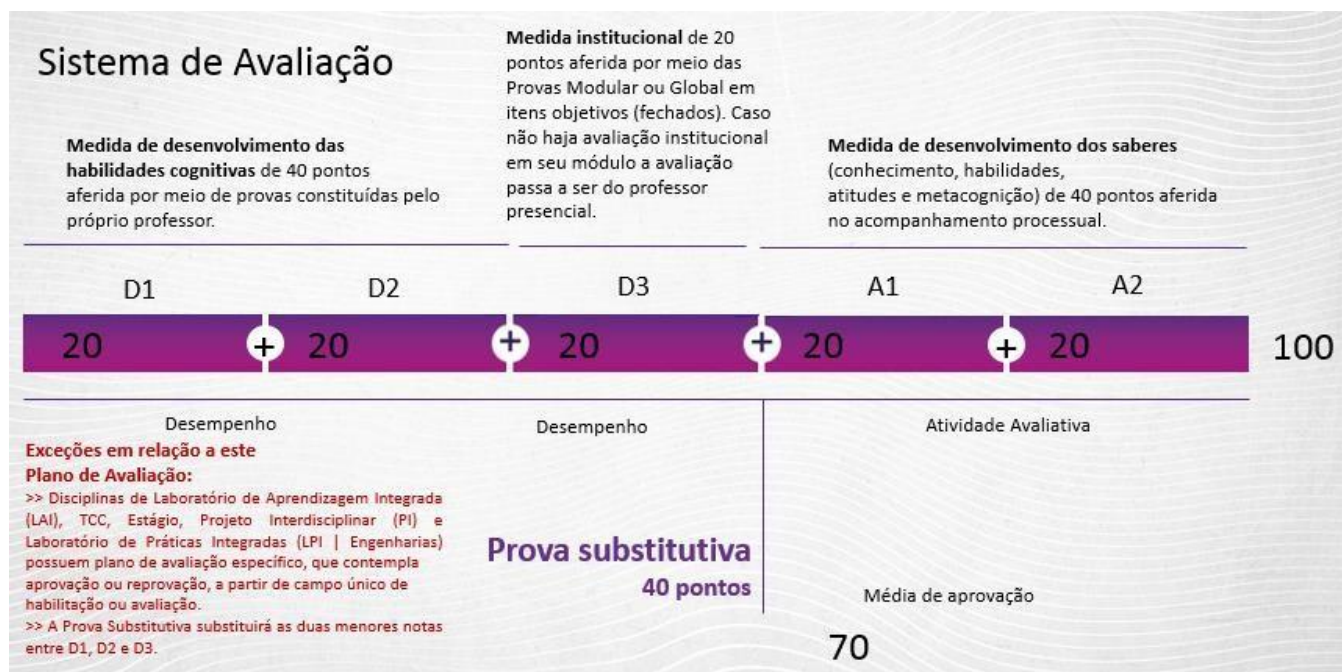 Sistema de Avaliação
Medida de desenvolvimento das
habilidades cognitivas de 40 pontos
aferida por meio de provas constituídas pelo
próprio professor.
Medida institucional de 20
pontos aferida por meio das
Provas Modular ou Global em
itens objetivos (fechados). Caso
não haja avaliação institucional
em seu módulo a avaliação
passa a ser do professor
presencial.
Medida de desenvolvimento dos saberes
(conhecimento, habilidades,
atitudes e metacognição) de 40 pontos aferida
no acompanhamento processual.
D1 D2 D3 A1 A2
20 + 20 + 20 + 20 + 20 100
Desempenho Desempenho Atividade Avaliativa
Exceções em relação a este
Plano de Avaliação:
>> Disciplinas de Laboratório de Aprendizagem Integrada
(LAI), TCC, Estágio, Projeto Interdisciplinar (PI) e
Laboratório de Práticas Integradas (LPI | Engenharias)
possuem plano de avaliação específico, que contempla
aprovação ou reprovação, a partir de campo único de
habilitação ou avaliação.
>> A Prova Substitutiva substituirá as duas menores notas
entre D1, D2 e D3.
Prova substitutiva
40 pontos
Média de aprovação
70